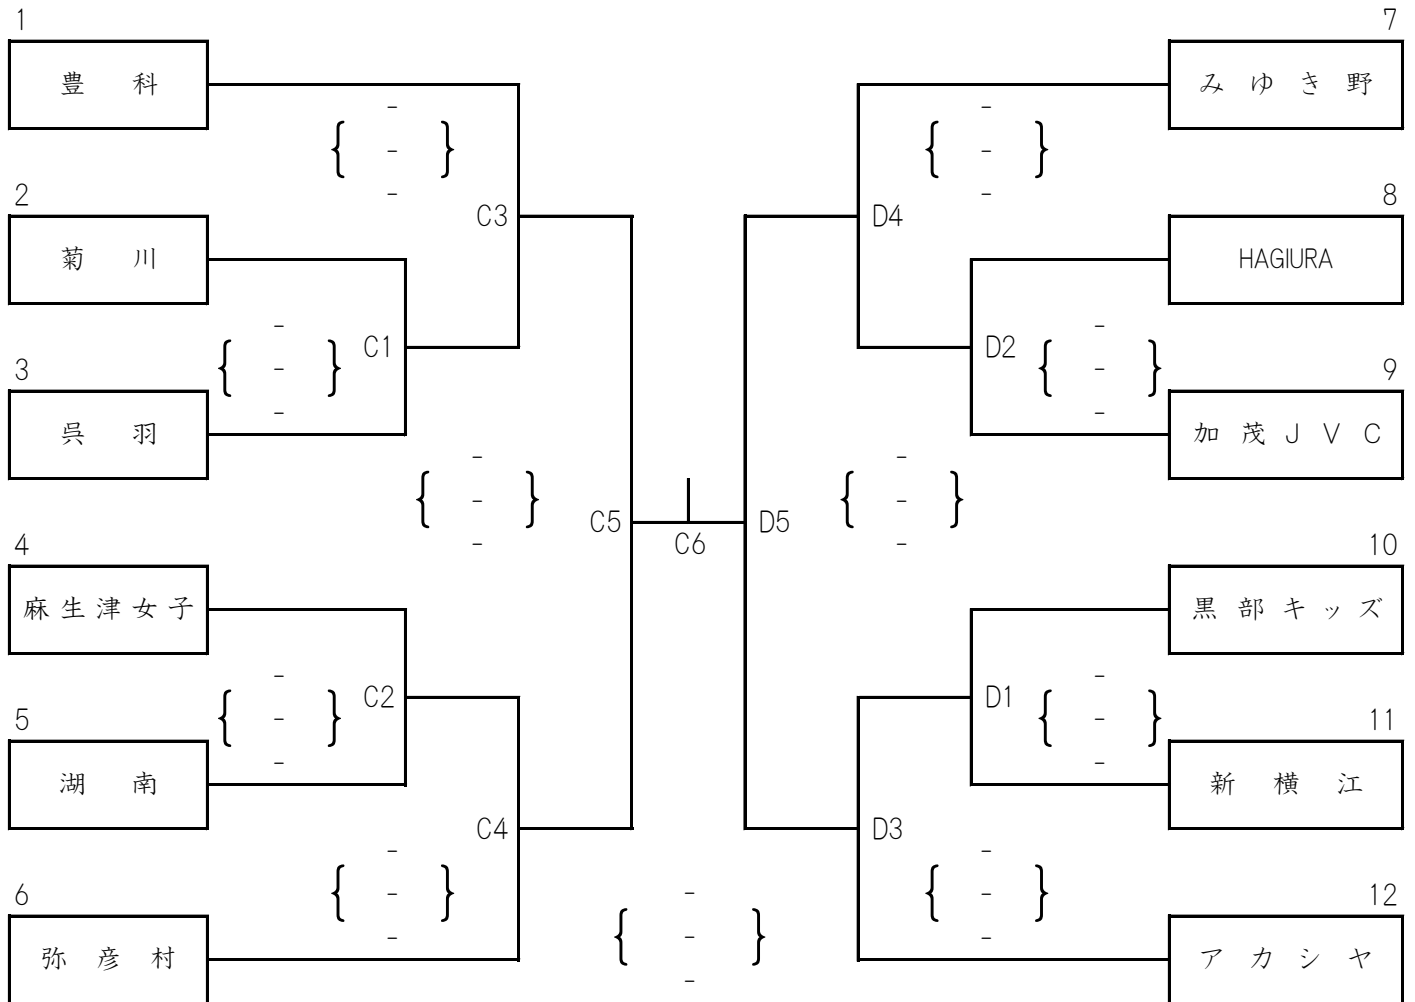 1
豊科
2
菊川
3
呉羽
4
麻生津女子
5
湖南
6
弥彦村
C3
{ - - - }
C1
{ - - - }
C5
{ - - - }
C2
{ - - - }
C4
{ - - - }
C6
{ - - - }
7
みゆき野
8
HAGIURA
9
加茂JVC
10
黒部キッズ
11
新横江
12
アカシヤ
D4
{ - - - }
D2
{ - - - }
D5
{ - - - }
D1
{ - - - }
D3
{ - - - }